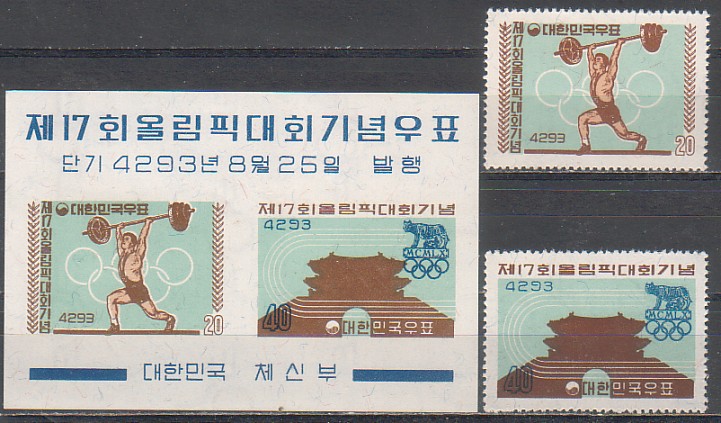 제17회올림픽대회기념우표
단기 4293년 8월 25일 발행
제17회올림픽대회기념
대한민국우표
4293
20
제17회올림픽대회기념
4293
MCMLX
40
대한민국우표
대한민국 체신부
제17회올림픽대회기념
대한민국우표
4293
20
제17회올림픽대회기념
4293
MCMLX
40
대한민국우표